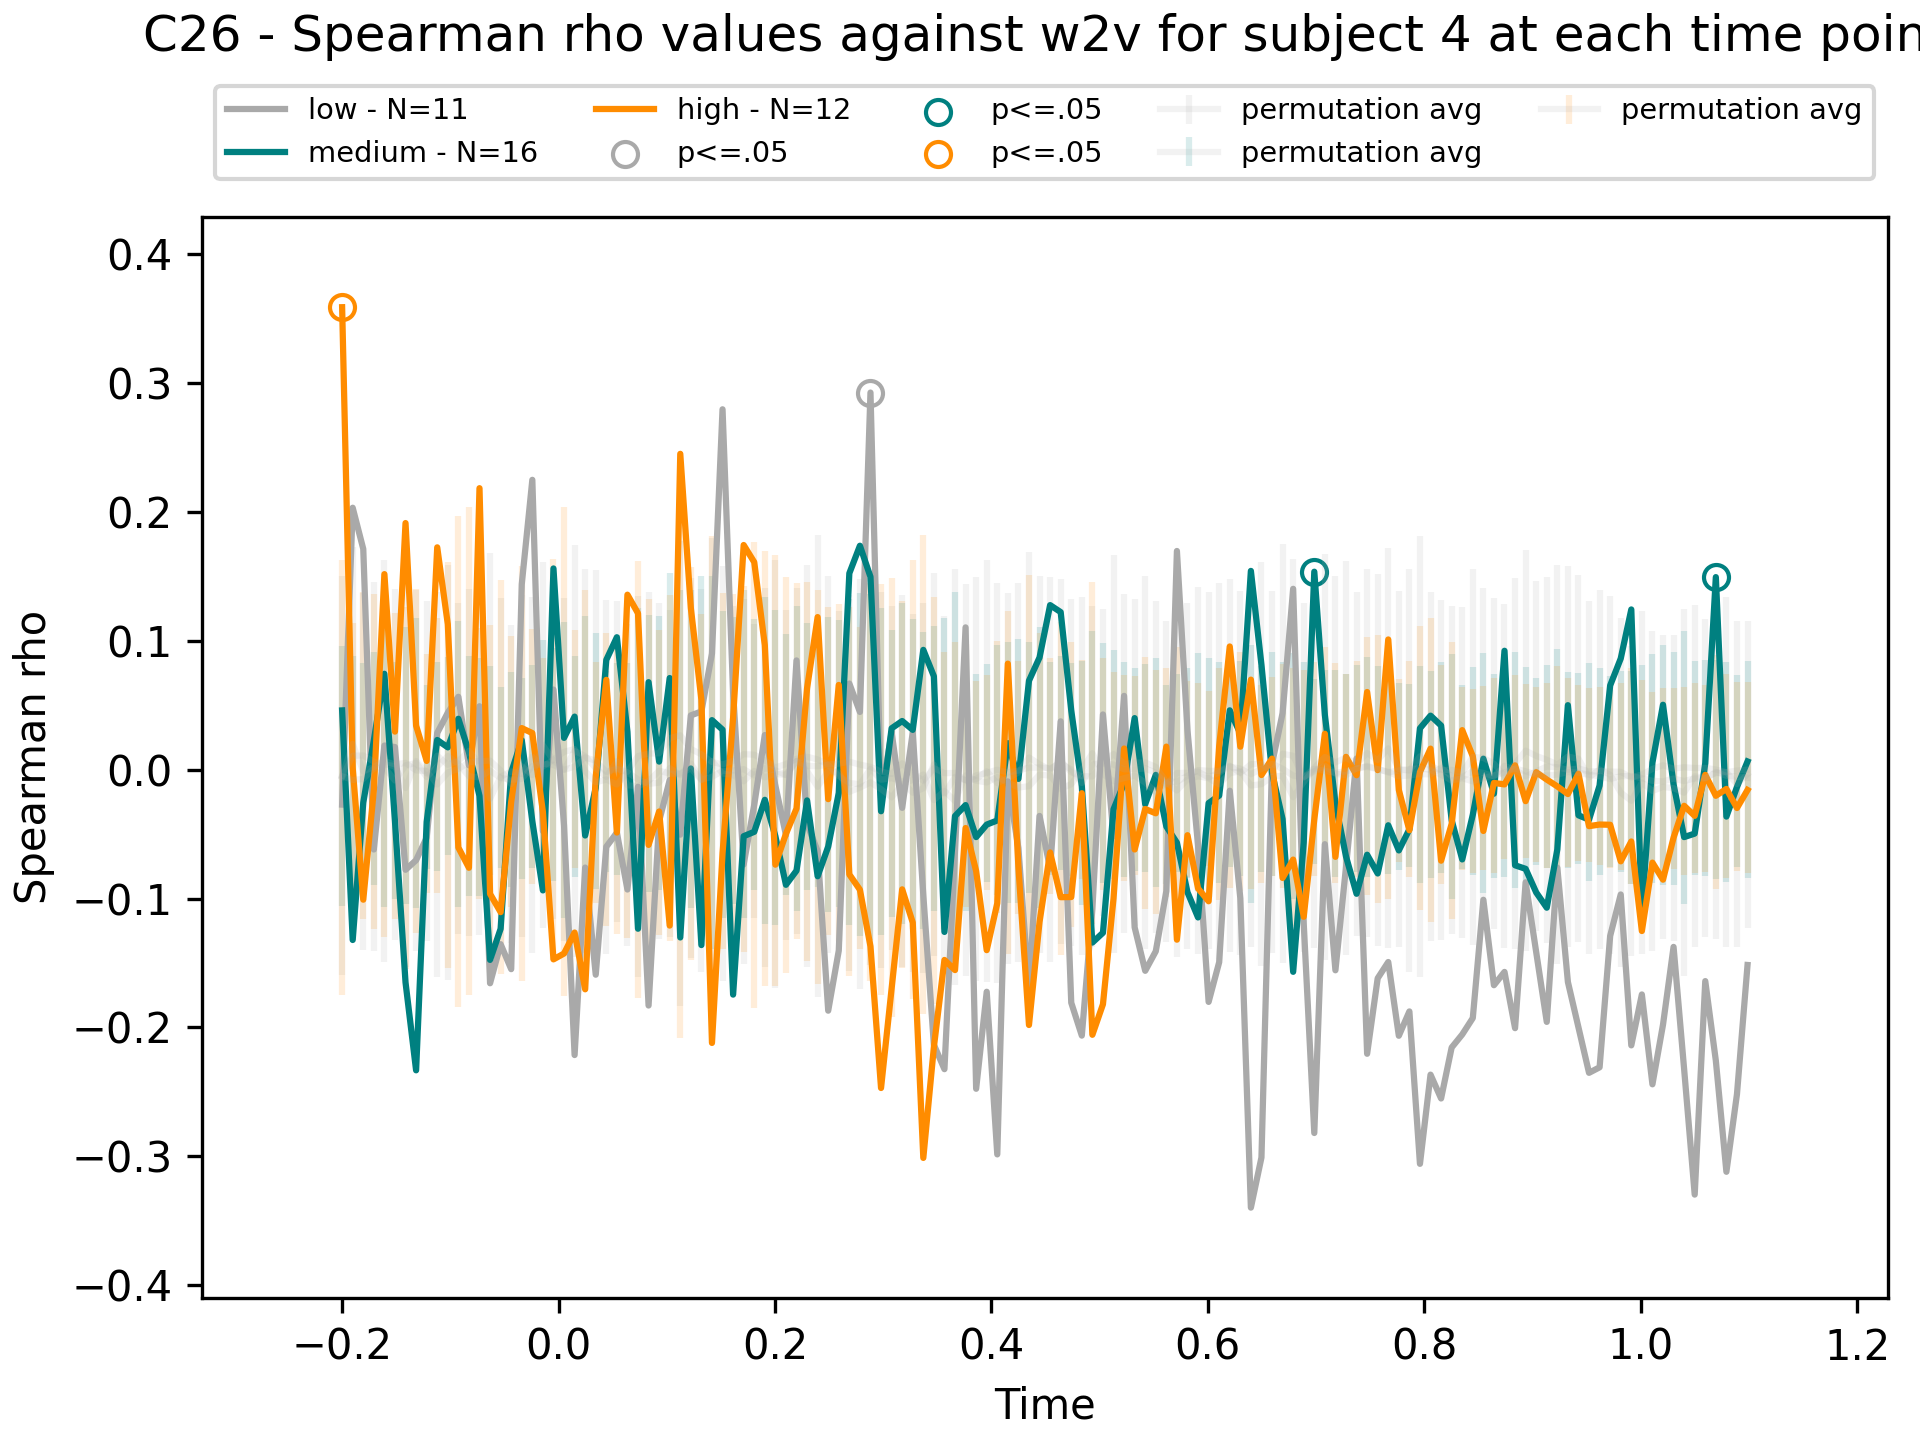 C26 - Spearman rho values against w2v for subject 4 at each time poin
low - N=11 high - N=12 p<=.05 permutation avg permutation avg
medium - N=16 p<=.05 p<=.05 permutation avg
Spearman rho
0.4
0.3
0.2
0.1
0.0
−0.1
−0.2
−0.3
−0.4
−0.2 0.0 0.2 0.4 0.6 0.8 1.0 1.2
Time